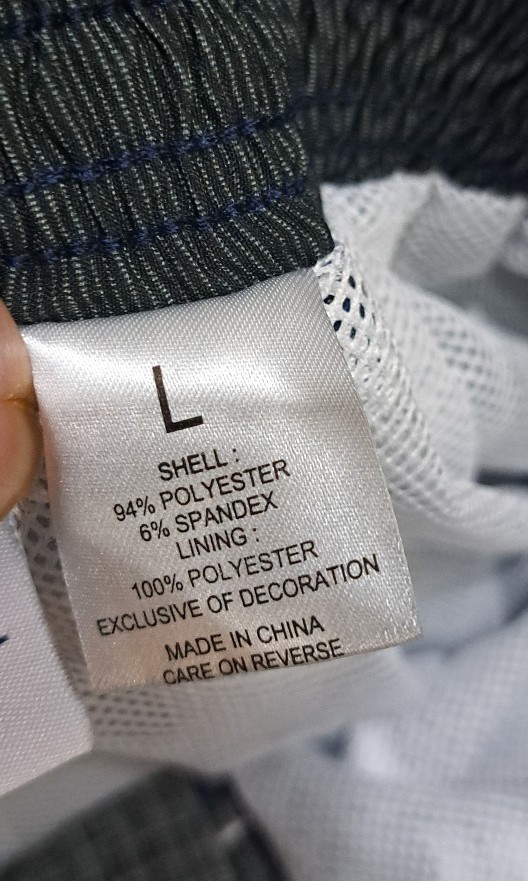 L
SHELL :
94% POLYESTER
6% SPANDEX
LINING :
100% POLYESTER
EXCLUSIVE OF DECORATION
MADE IN CHINA
CARE ON REVERSE